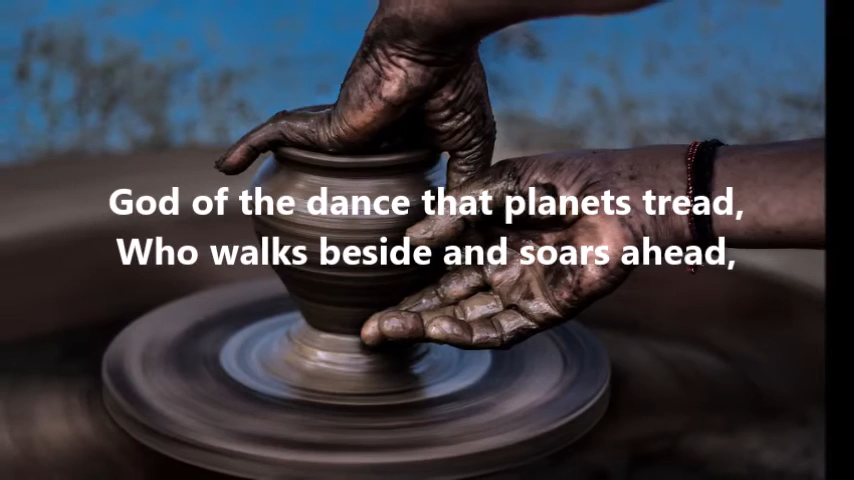 God of the dance that planets tread,
Who walks beside and soars ahead,